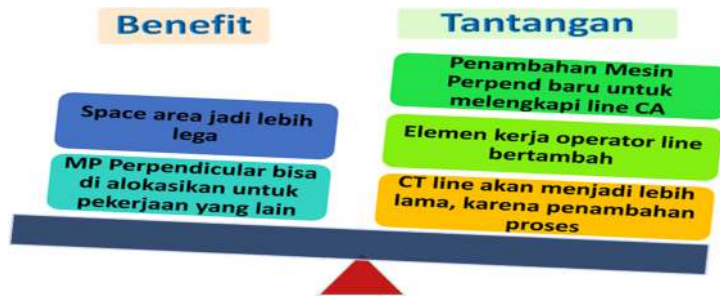 Benefit
Space area jadi lebih
lega
MP Perpendicular bisa
di alokasikan untuk
pekerjaan yang lain
Tantangan
Penambahan Mesin
Perpend baru untuk
melengkapi line CA
Elemen kerja operator line
bertambah
CT line akan menjadi lebih
lama, karena penambahan
proses